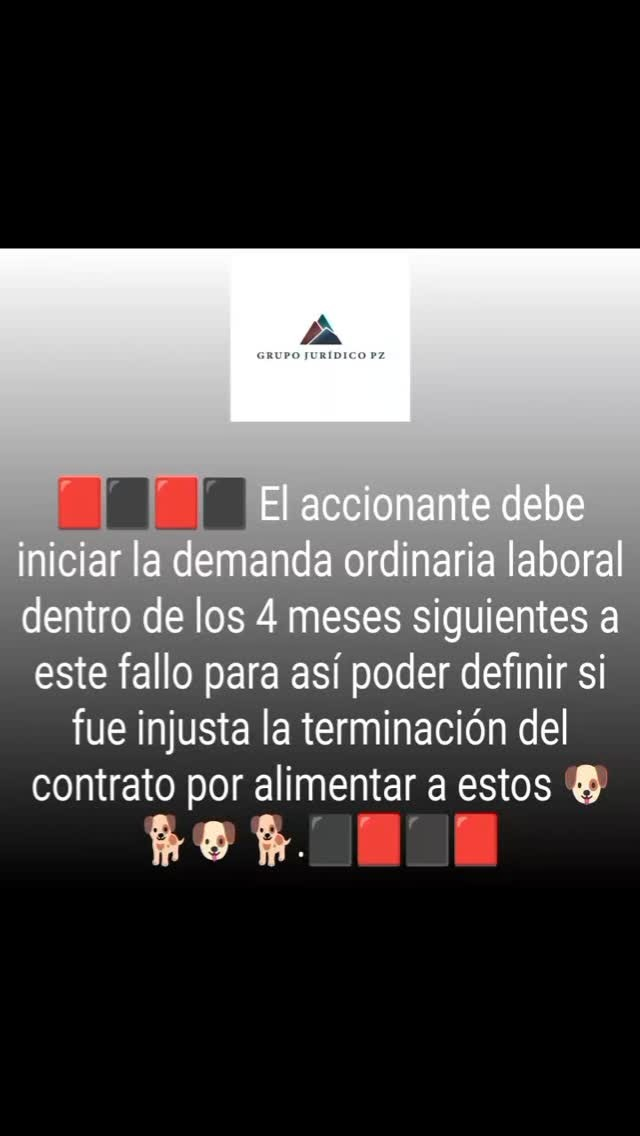 GRUPO JURÍDICO PZ
🟥⬛🟥⬛ El accionante debe
iniciar la demanda ordinaria laboral
dentro de los 4 meses siguientes a
este fallo para así poder definir si
fue injusta la terminación del
contrato por alimentar a estos 🐶
🐕🐶🐕.⬛🟥⬛🟥